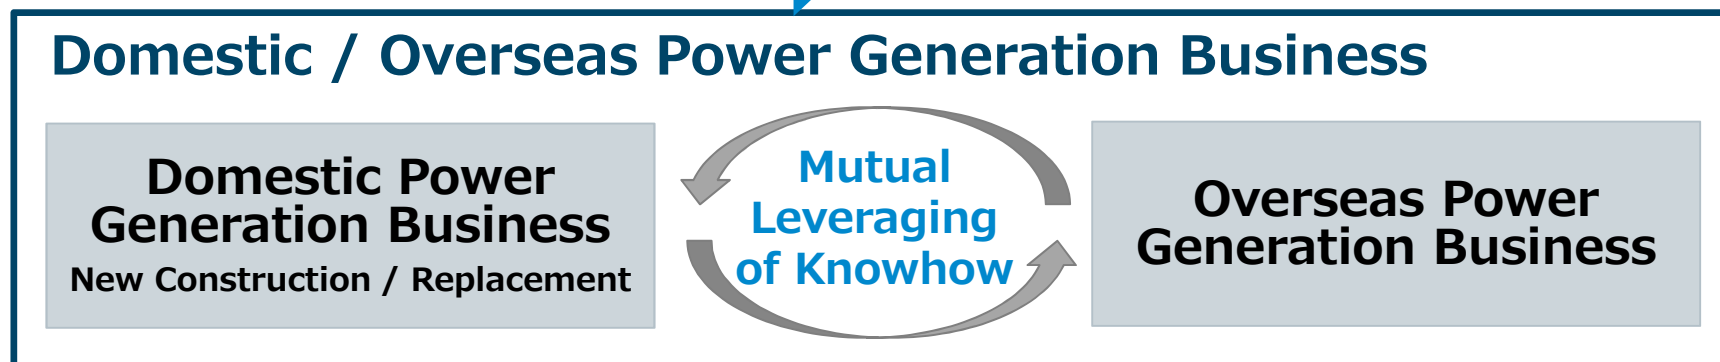 Domestic / Overseas Power Generation Business
Domestic Power
Generation Business
New Construction / Replacement
Mutual
Leveraging
of Knowhow
Overseas Power
Generation Business